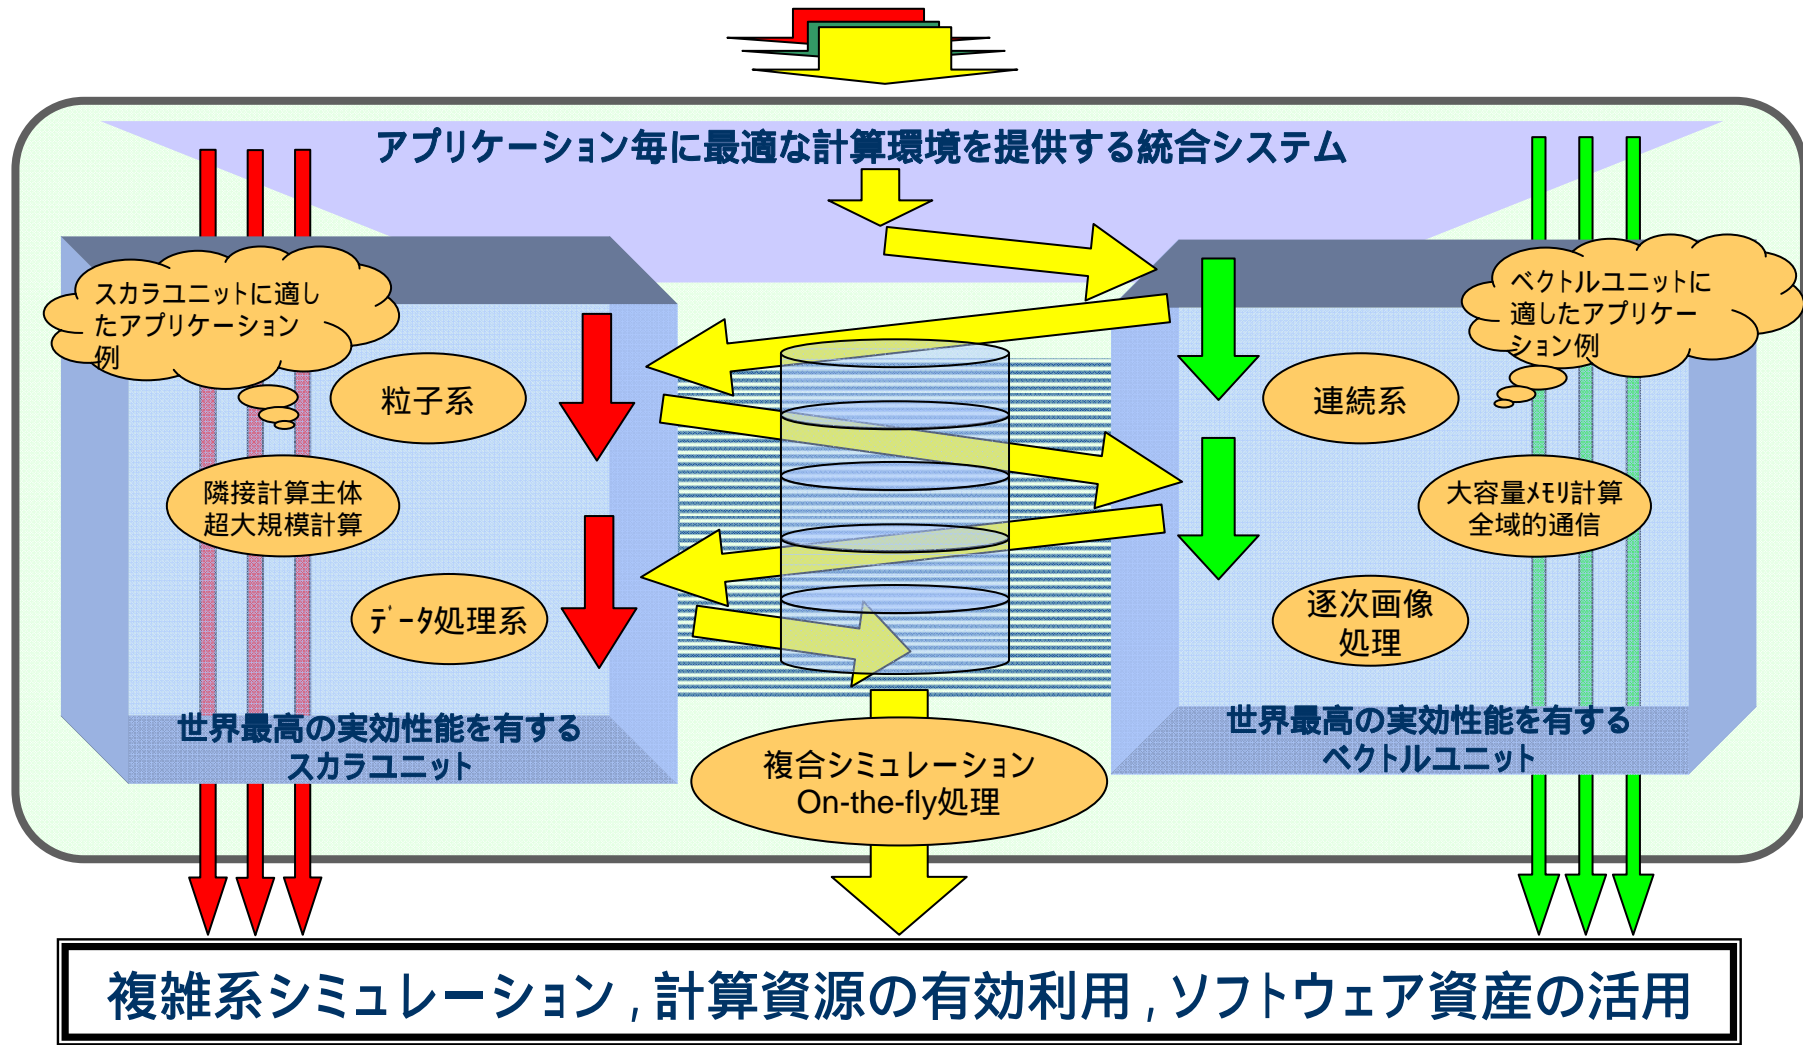 アプリケーション毎に最適な計算環境を提供する統合システム
スカラユニットに適し
たアプリケーション
例
粒子系
隣接計算主体
超大規模計算
ﾃﾞｰﾀ処理系
世界最高の実効性能を有する
スカラユニット
ベクトルユニットに
適したアプリケー
ション例
連続系
大容量ﾒﾓﾘ計算
全域的通信
逐次画像
処理
世界最高の実効性能を有する
ベクトルユニット
複合シミュレーション
On-the-fly処理
複雑系シミュレーション , 計算資源の有効利用 , ソフトウェア資産の活用